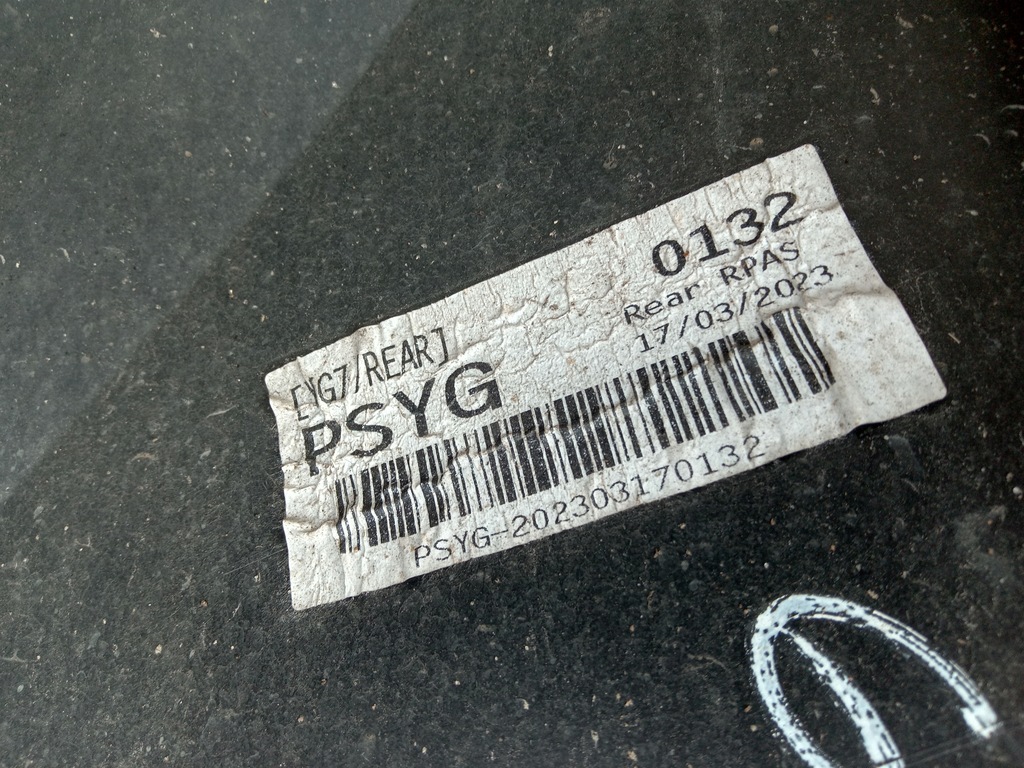 [YG7/REAR]
PSYG
0132
Rear RPAS
17/03/2023
PSYG-202303170132